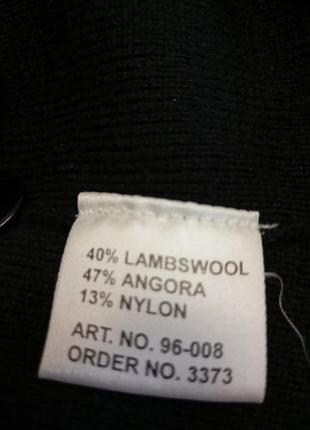 40% LAMBSWOOL
47% ANGORA
13% NYLON
ART. NO. 96-008
ORDER NO. 3373